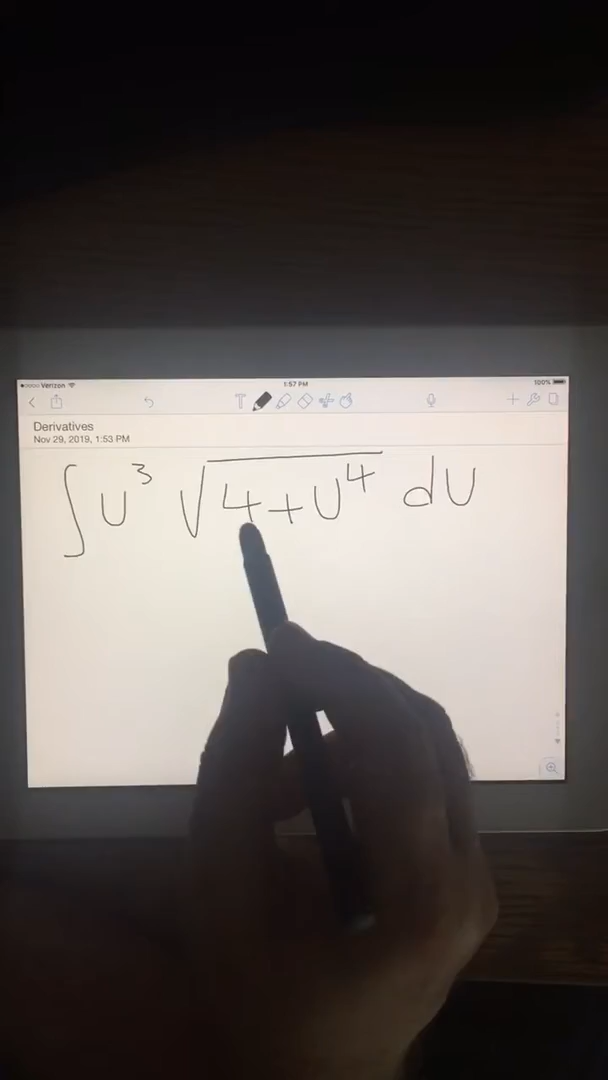 Verizon 1:57 PM 100%
T
Derivatives
Nov 29, 2019, 1:53 PM
∫ U³ √4+U⁴ dU